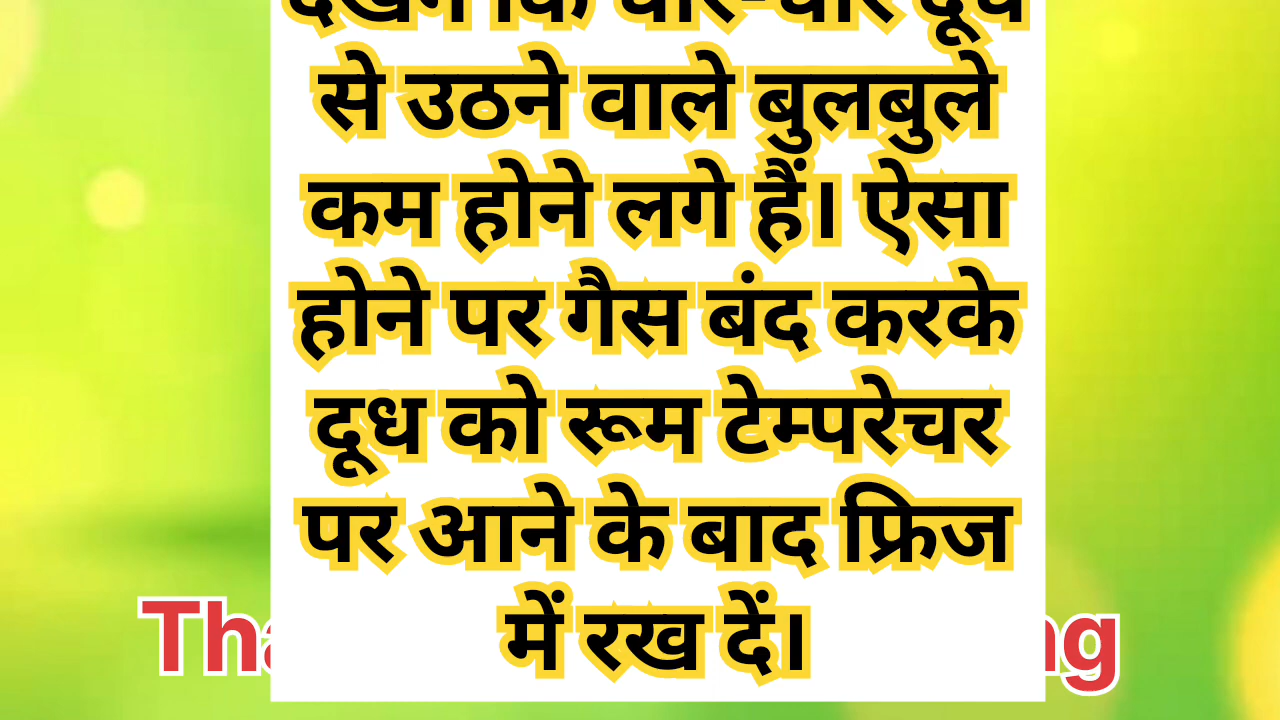 से उठने वाले बुलबुले
कम होने लगे हैं। ऐसा
होने पर गैस बंद करके
दूध को रूम टेम्परेचर
पर आने के बाद फ्रिज
में रख दें।